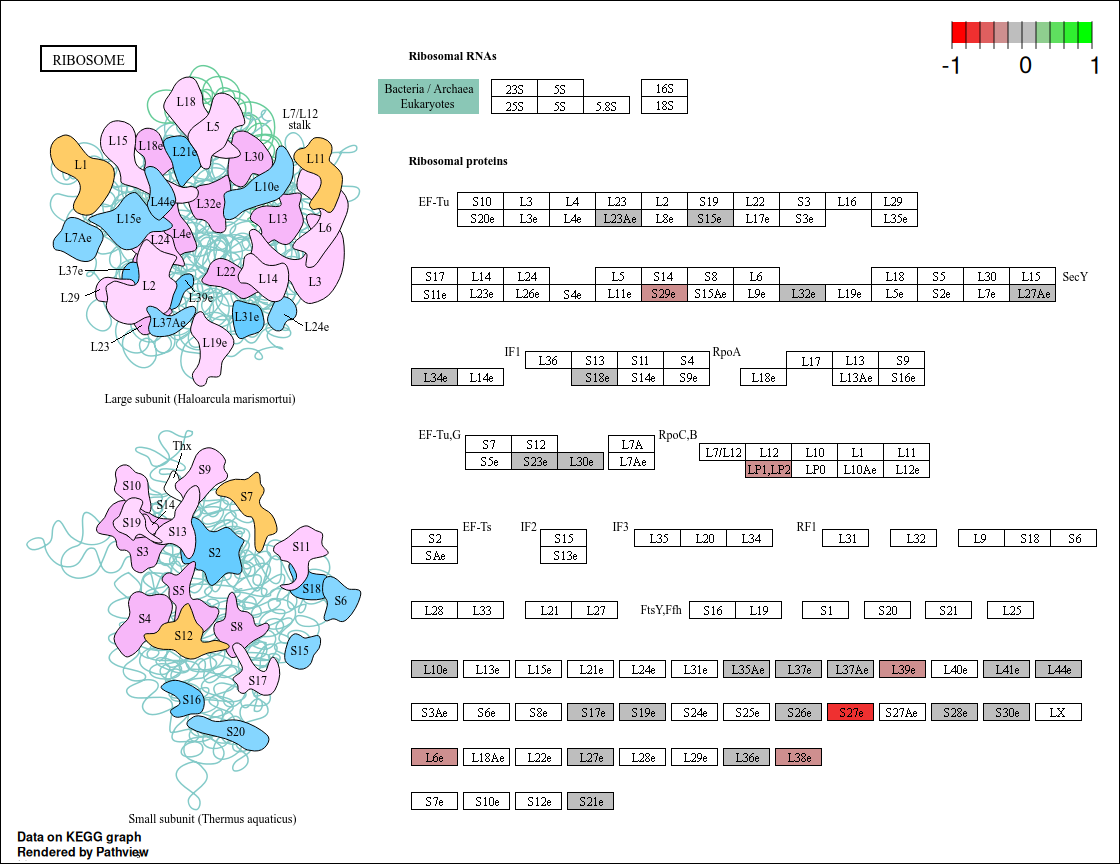 RIBOSOME
-1 0 1
Ribosomal RNAs
Bacteria / Archaea
Eukaryotes
23S 5S 16S
25S 5S 5.8S 18S
Ribosomal proteins
EF-Tu S10 L3 L4 L23 L2 S19 L22 S3 L16 L29
S20e L3e L4e L23Ae L8e S15e L17e S3e L35e
S17 L14 L24 L5 S14 S8 L6 L18 S5 L30 L15 SecY
S11e L23e L26e S4e L11e S29e S15Ae L9e L32e L19e L5e S2e L7e L27Ae
IF1 L36 S13 S11 S4 RpoA L17 L13 S9
L34e L14e S18e S14e S9e L18e L13Ae S16e
EF-Tu,G S7 S12 L7A RpoC,B L7/L12 L12 L10 L1 L11
S5e S23e L30e L7Ae LP1,LP2 LP0 L10Ae L12e
S2 EF-Ts IF2 S15 IF3 L35 L20 L34 RF1 L31 L32 L9 S18 S6
SAe S13e
L28 L33 L21 L27 FtsY,Ffh S16 L19 S1 S20 S21 L25
L10e L13e L15e L21e L24e L31e L35Ae L37e L37Ae L39e L40e L41e L44e
S3Ae S6e S8e S17e S19e S24e S25e S26e S27e S27Ae S28e S30e LX
L6e L18Ae L22e L27e L28e L29e L36e L38e
S7e S10e S12e S21e
L18
L5
L7/L12
stalk
L15 L18e L21e L30 L11
L1
L10e
L44e L32e
L15e L13
L6
L7Ae L24 L4e
L37e
L22 L14 L3
L2
L29 L39e
L37Ae L31e
L24e
L23 L19e
Large subunit (Haloarcula marismortui)
Thx
S9
S10 S7
S14
S19 S13
S3 S2 S11
S5 S18
S6
S4 S12 S8
S15
S17
S16
S20
Small subunit (Thermus aquaticus)
Data on KEGG graph
Rendered by Pathview